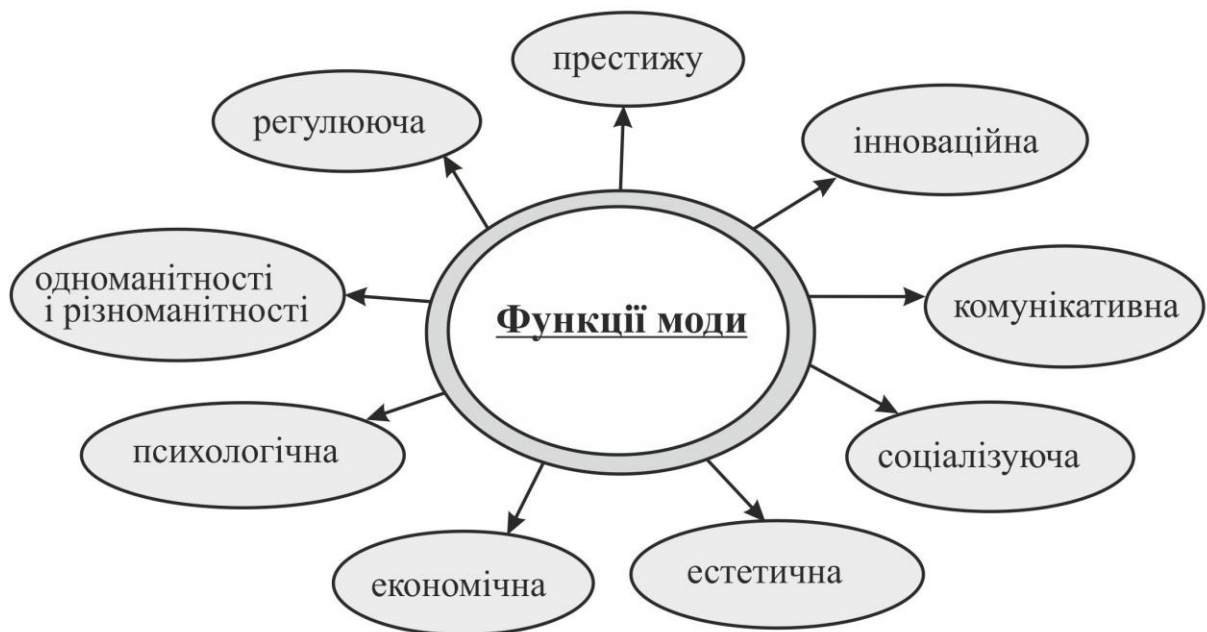 престижу
регулююча
інноваційна
одноманітності
і різноманітності
Функції моди
комунікативна
психологічна
соціалізуюча
економічна
естетична